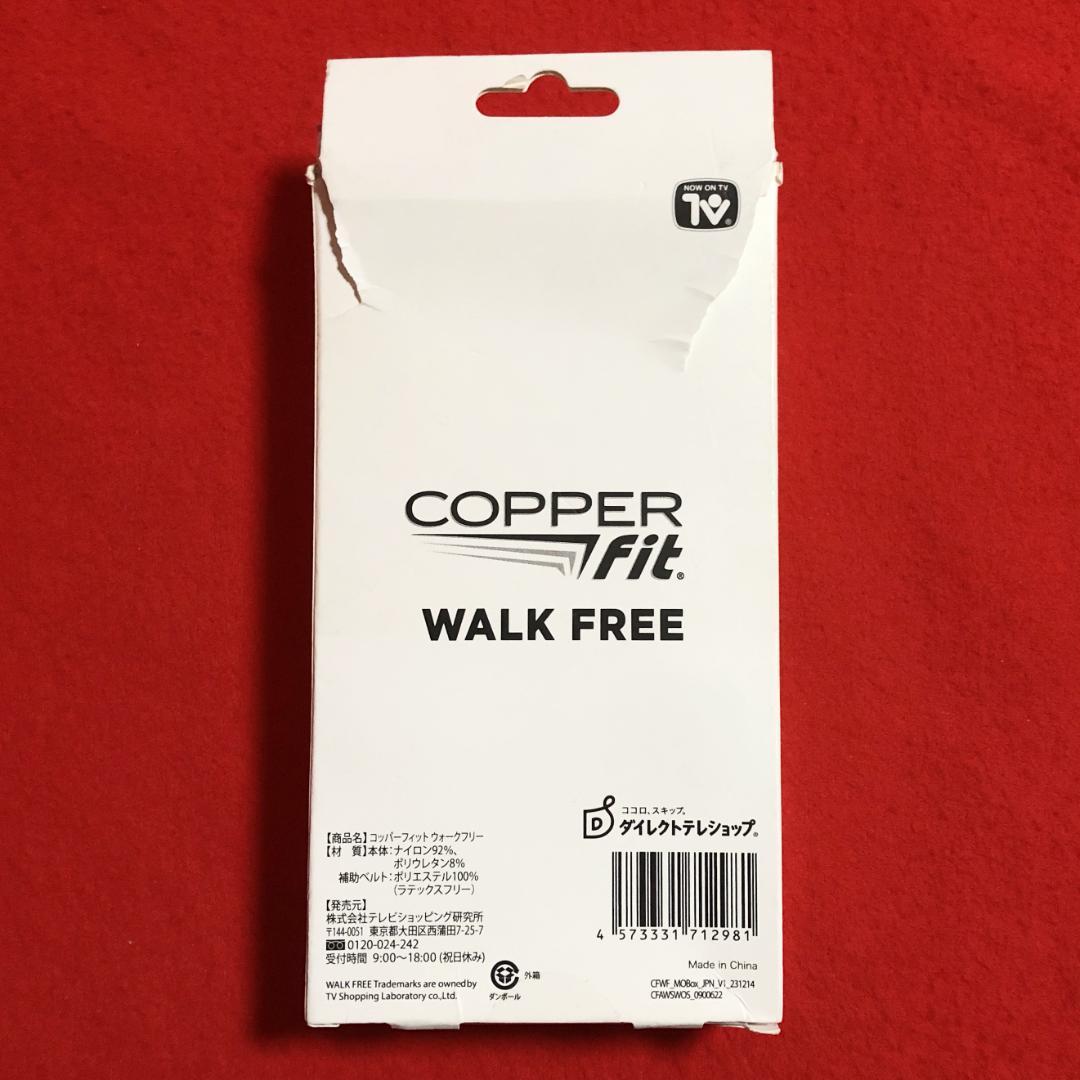 NOW ON TV
TV®
COPPER
fit®
WALK FREE
ココロ、スキップ。
ダイレクトテレショップ。
【商品名】コッパーフィット ウォークフリー
【材　質】本体：ナイロン92%、
ポリウレタン8%
補助ベルト：ポリエステル100%
（ラテックスフリー）
【発売元】
株式会社テレビショッピング研究所
〒144-0051 東京都大田区西蒲田7-25-7
0120-024-242
受付時間 9:00～18:00 (祝日休み)
WALK FREE Trademarks are owned by
TV Shopping Laboratory co.,Ltd.
外箱
ダンボール
4 573331 712981
Made in China
CFWF_MOBox_JPN_V1_231214
CFAWSWOS_0900622